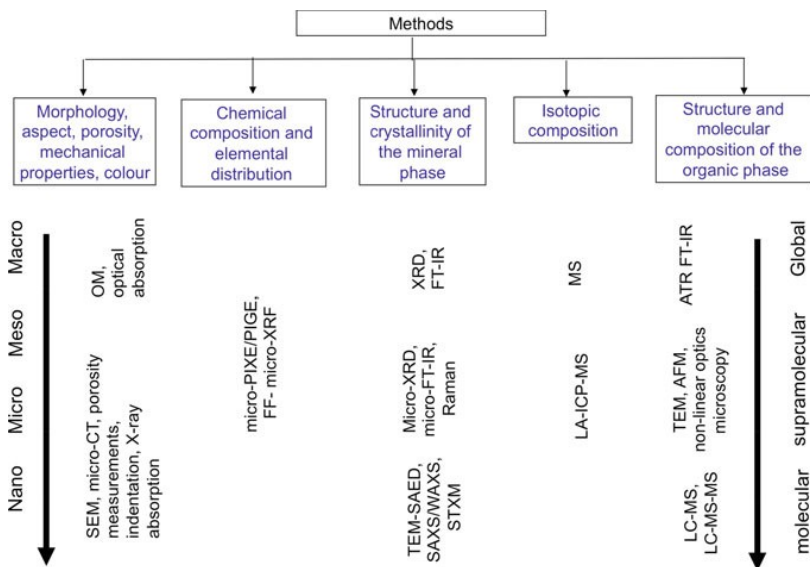 Methods
Morphology,
aspect, porosity,
mechanical
properties, colour
Chemical
composition and
elemental
distribution
Structure and
crystallinity of
the mineral
phase
Isotopic
composition
Structure and
molecular
composition of the
organic phase
Macro
Meso
Micro
Nano
OM,
optical
absorption
SEM, micro-CT, porosity
measurements,
indentation, X-ray
absorption
micro-PIXE/PIGE,
FF- micro-XRF
XRD,
FT-IR
Micro-XRD,
micro-FT-IR,
Raman
TEM-SAED,
SAXS/WAXS,
STXM
MS
LA-ICP-MS
ATR FT-IR
TEM, AFM,
non-linear optics
microscopy
LC-MS,
LC-MS-MS
Global
supramolecular
molecular